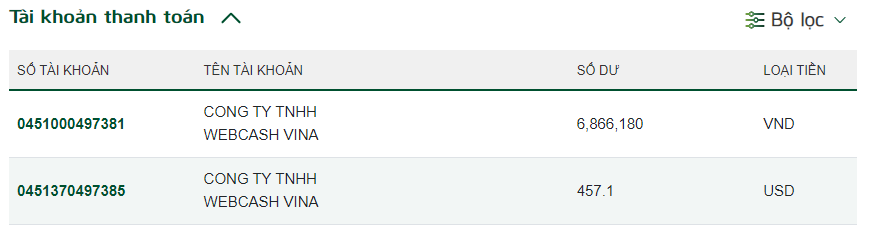 Tài khoản thanh toán
Bộ lọc
SỐ TÀI KHOẢN TÊN TÀI KHOẢN SỐ DƯ LOẠI TIỀN
CONG TY TNHH
0451000497381 6,866,180 VND
WEBCASH VINA
CONG TY TNHH
0451370497385 457.1 USD
WEBCASH VINA